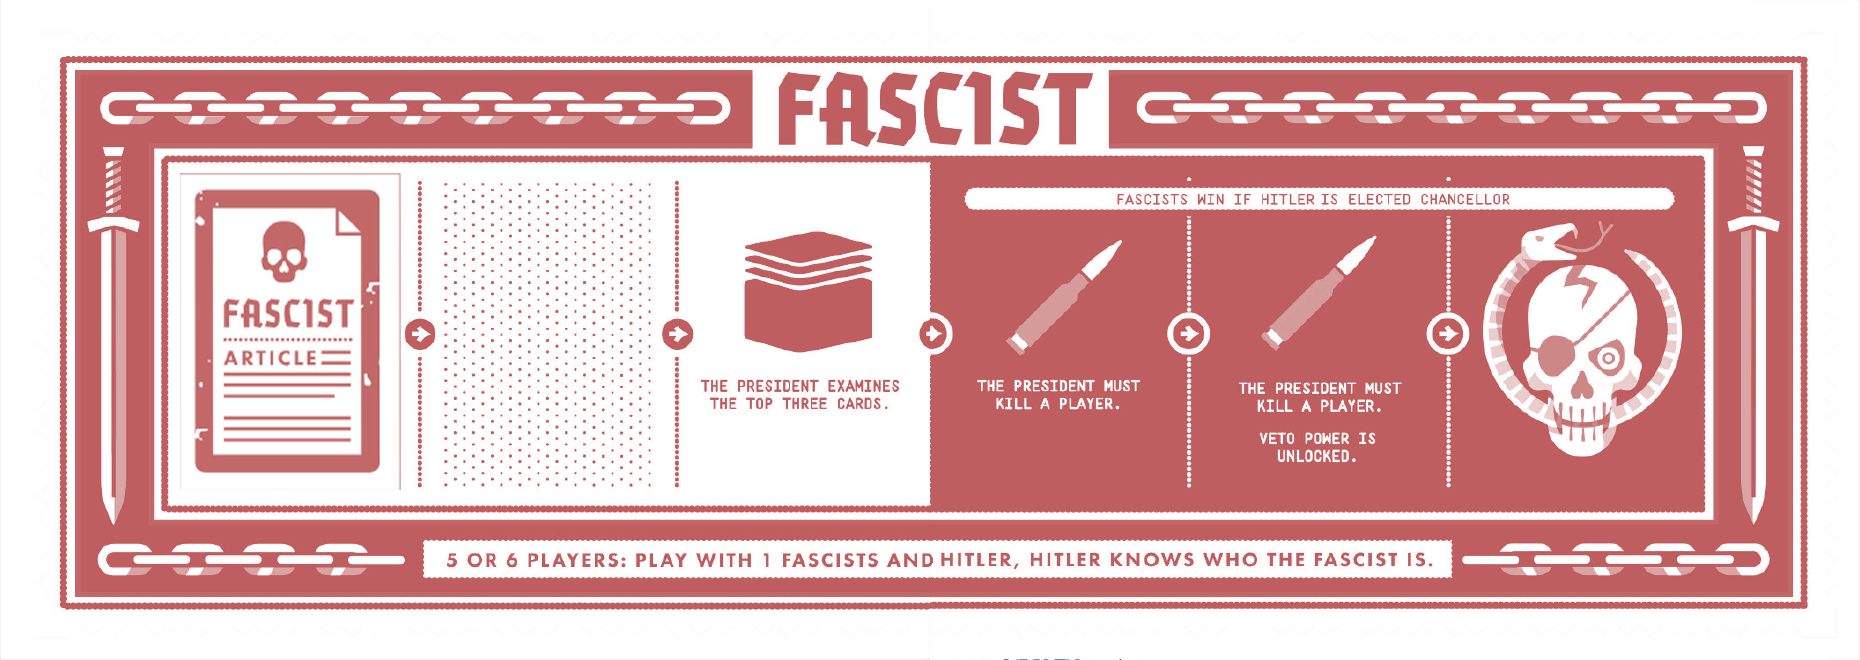 FASCIST
FASCISTS WIN IF HITLER IS ELECTED CHANCELLOR
FASCIST
ARTICLE
THE PRESIDENT EXAMINES
THE TOP THREE CARDS.
THE PRESIDENT MUST
KILL A PLAYER.
THE PRESIDENT MUST
KILL A PLAYER.
VETO POWER IS
UNLOCKED.
5 OR 6 PLAYERS: PLAY WITH 1 FASCISTS AND HITLER, HITLER KNOWS WHO THE FASCIST IS.